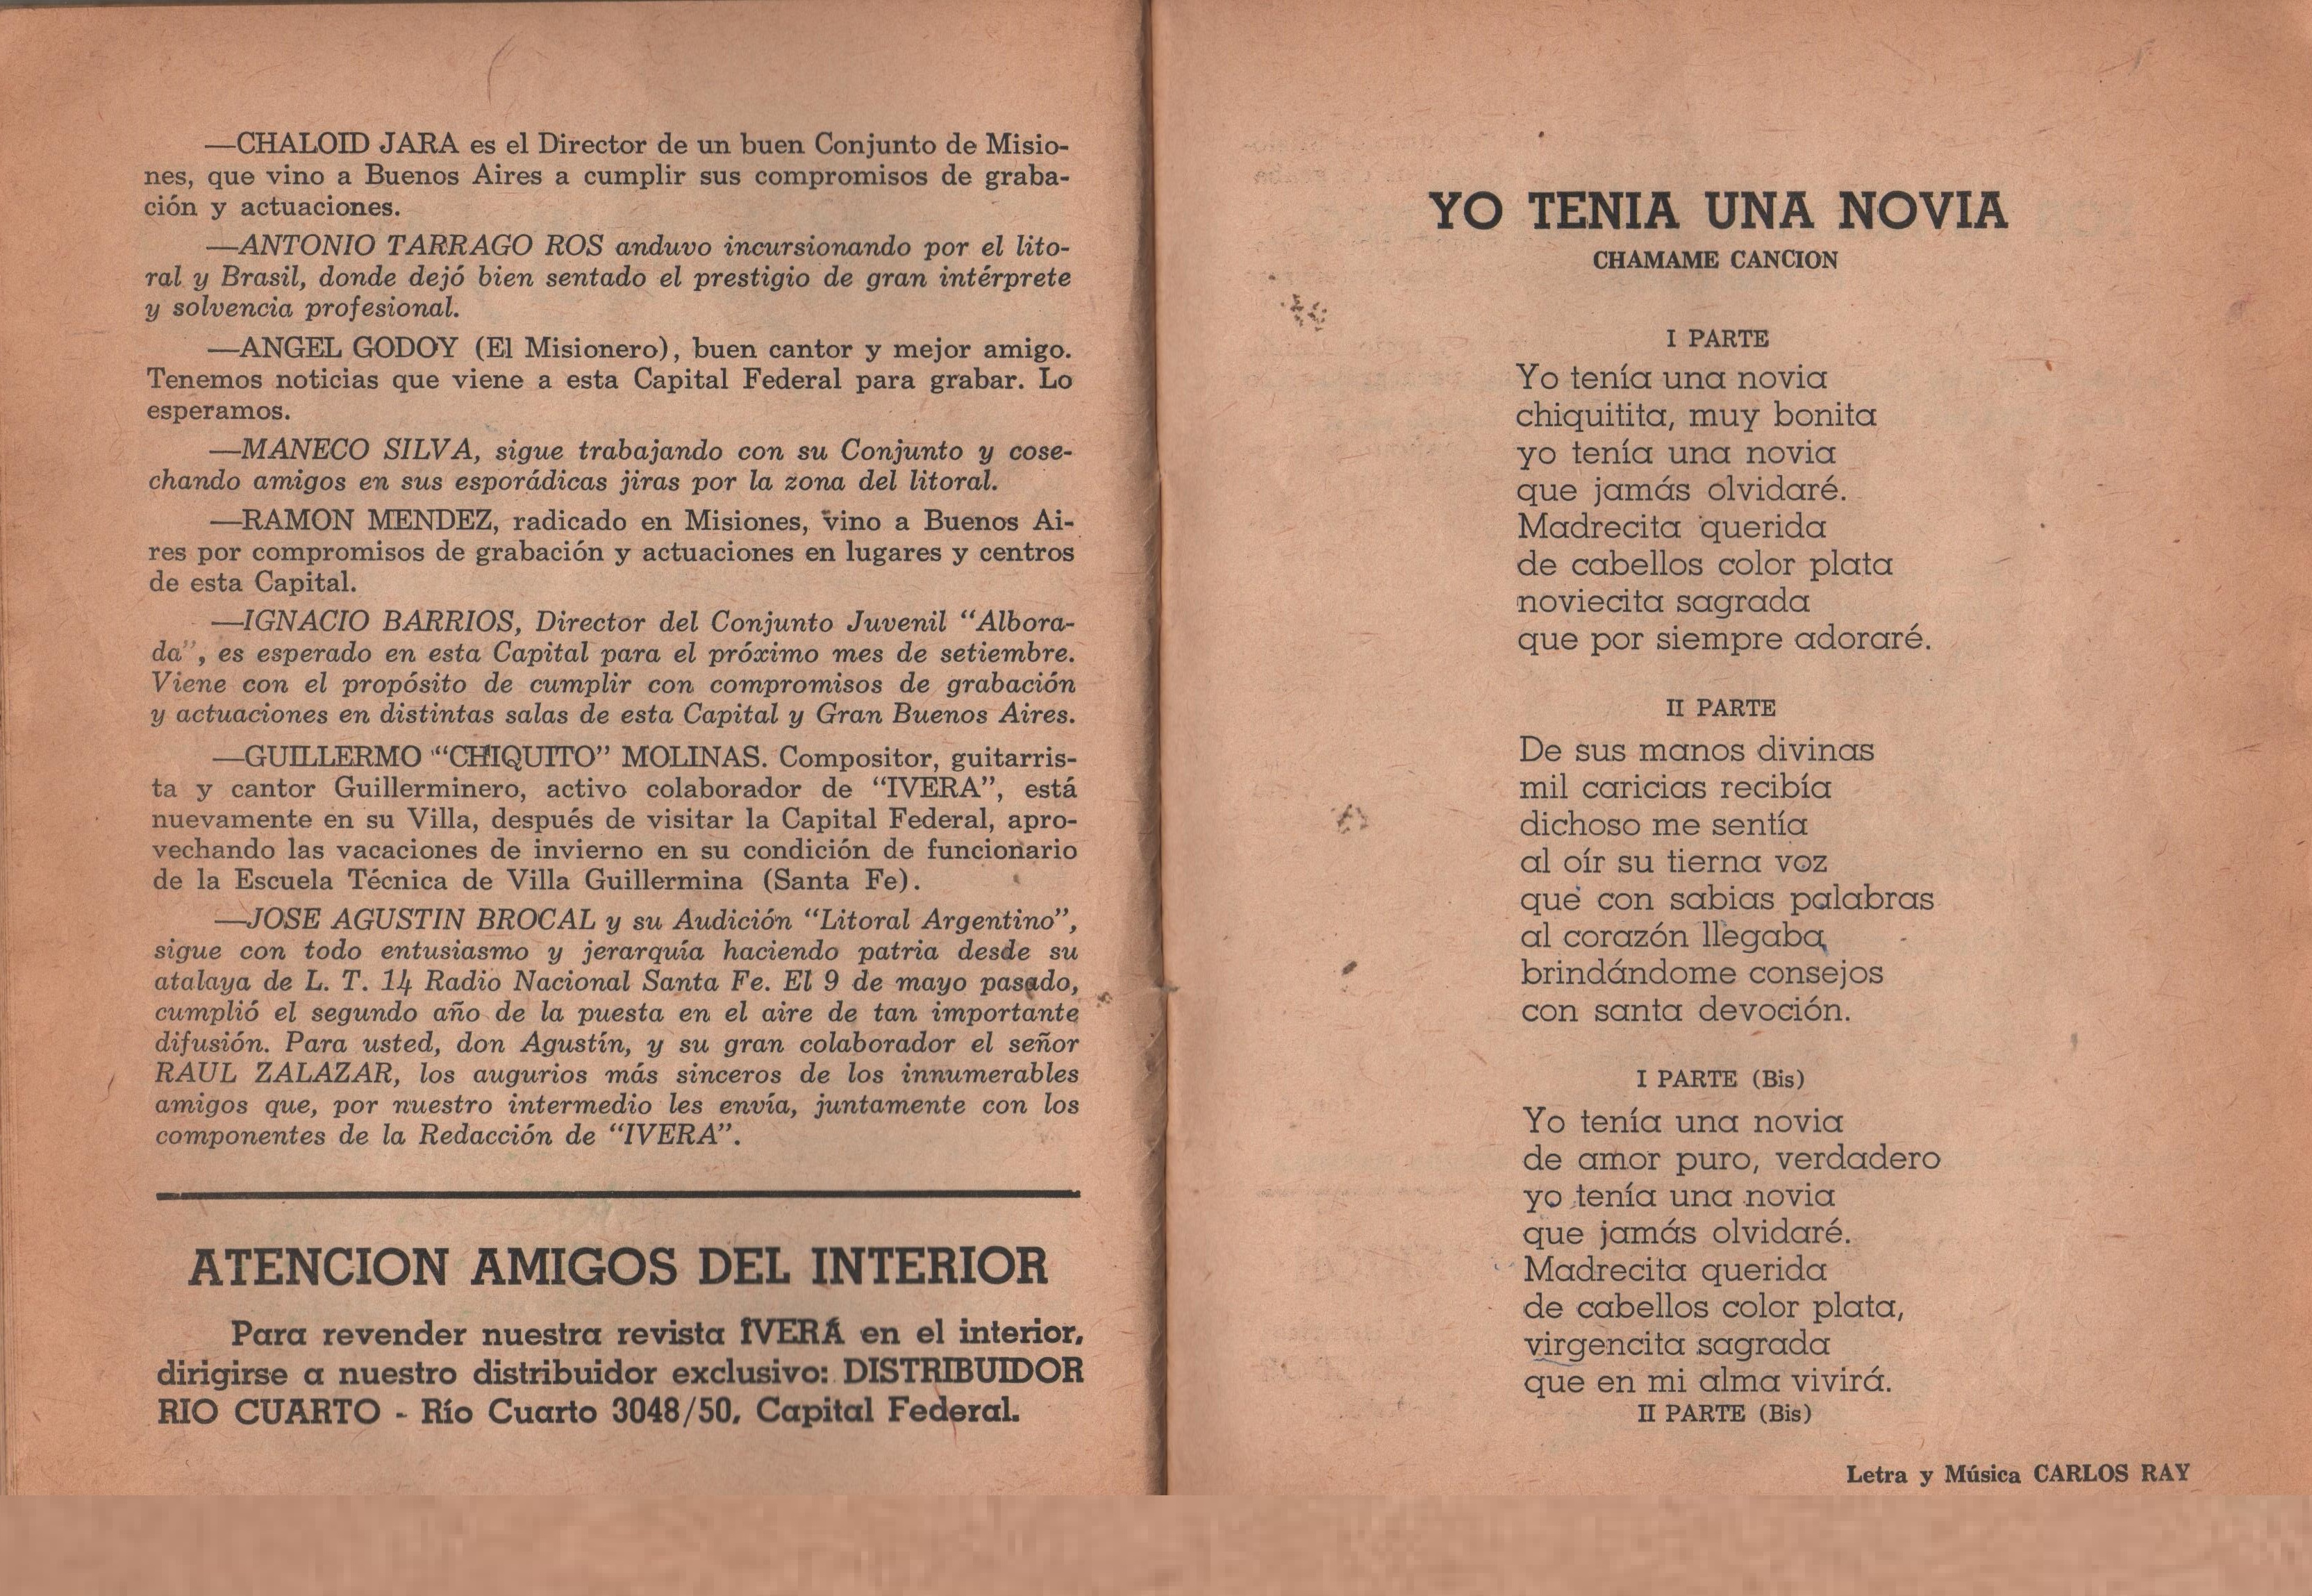 —CHALOID JARA es el Director de un buen Conjunto de Misio-
nes, que vino a Buenos Aires a cumplir sus compromisos de graba-
ción y actuaciones.
—ANTONIO TARRAGO ROS anduvo incursionando por el lito-
ral y Brasil, donde dejó bien sentado el prestigio de gran intérprete
y solvencia profesional.
—ANGEL GODOY (El Misionero), buen cantor y mejor amigo.
Tenemos noticias que viene a esta Capital Federal para grabar. Lo
esperamos.
—MANECO SILVA, sigue trabajando con su Conjunto y cose-
chando amigos en sus esporádicas jiras por la zona del litoral.
—RAMON MENDEZ, radicado en Misiones, vino a Buenos Ai-
res por compromisos de grabación y actuaciones en lugares y centros
de esta Capital.
—IGNACIO BARRIOS, Director del Conjunto Juvenil “Albora-
da”, es esperado en esta Capital para el próximo mes de setiembre.
Viene con el propósito de cumplir con compromisos de grabación
y actuaciones en distintas salas de esta Capital y Gran Buenos Aires.
—GUILLERMO “CHIQUITO” MOLINAS. Compositor, guitarris-
ta y cantor Guillerminero, activo colaborador de “IVERA”, está
nuevamente en su Villa, después de visitar la Capital Federal, apro-
vechando las vacaciones de invierno en su condición de funcionario
de la Escuela Técnica de Villa Guillermina (Santa Fe).
—JOSE AGUSTIN BROCAL y su Audición “Litoral Argentino”,
sigue con todo entusiasmo y jerarquía haciendo patria desde su
atalaya de L. T. 14 Radio Nacional Santa Fe. El 9 de mayo pasado,
cumplió el segundo año de la puesta en el aire de tan importante
difusión. Para usted, don Agustín, y su gran colaborador el señor
RAUL ZALAZAR, los augurios más sinceros de los innumerables
amigos que, por nuestro intermedio les envía, juntamente con los
componentes de la Redacción de “IVERA”.
ATENCION AMIGOS DEL INTERIOR
Para revender nuestra revista ÍVERÁ en el interior,
dirigirse a nuestro distribuidor exclusivo: DISTRIBUIDOR
RIO CUARTO - Río Cuarto 3048/50, Capital Federal.
YO TENIA UNA NOVIA
CHAMAME CANCION
I PARTE
Yo tenía una novia
chiquitita, muy bonita
yo tenía una novia
que jamás olvidaré.
Madrecita querida
de cabellos color plata
noviecita sagrada
que por siempre adoraré.
II PARTE
De sus manos divinas
mil caricias recibía
dichoso me sentía
al oír su tierna voz
que con sabias palabras
al corazón llegaba
brindándome consejos
con santa devoción.
I PARTE (Bis)
Yo tenía una novia
de amor puro, verdadero
yo tenía una novia
que jamás olvidaré.
Madrecita querida
de cabellos color plata,
virgencita sagrada
que en mi alma vivirá.
II PARTE (Bis)
Letra y Música CARLOS RAY